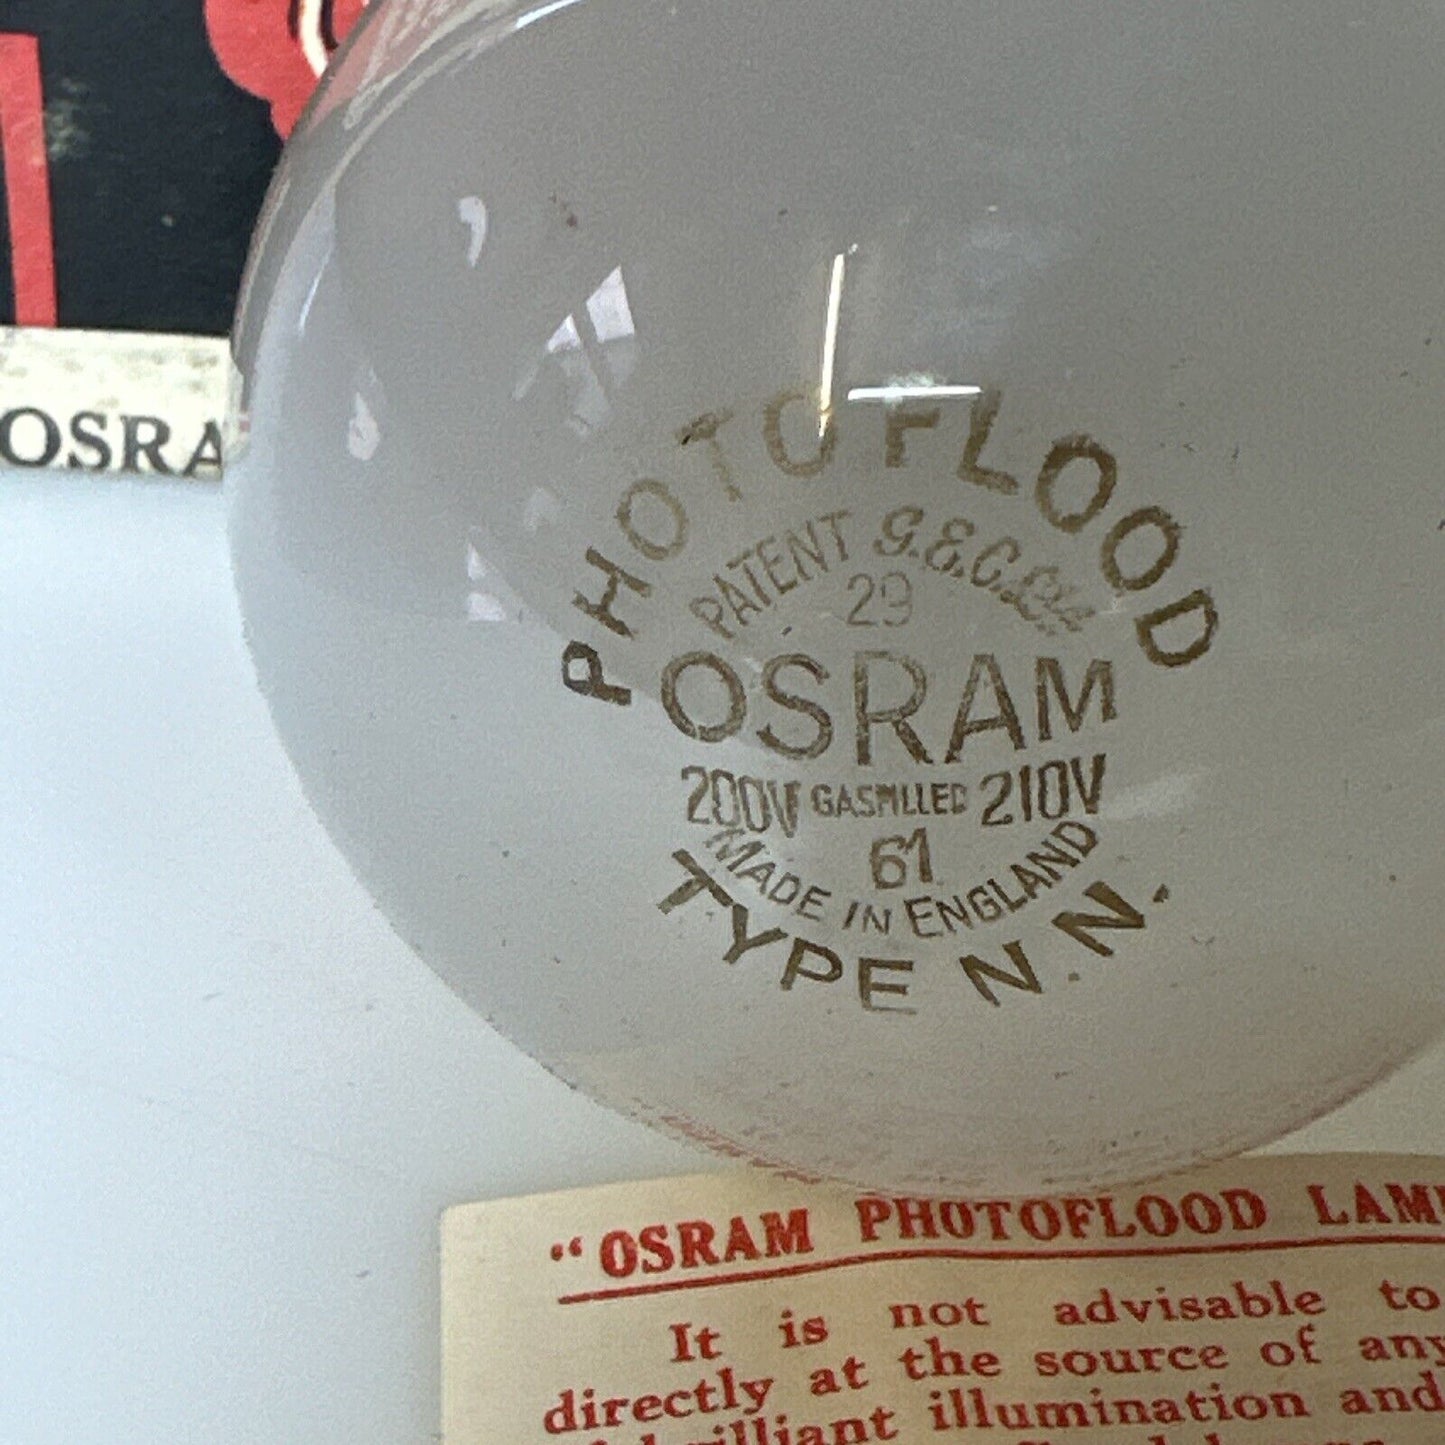 OSRA
PHOTOFLOOD
PATENT G.E.C. Ltd.
29
OSRAM
200V GASFILLED 210V
61
MADE IN ENGLAND
TYPE N.N.
"OSRAM PHOTOFLOOD LAM
It is not advisable to
directly at the source of any
brilliant illumination and